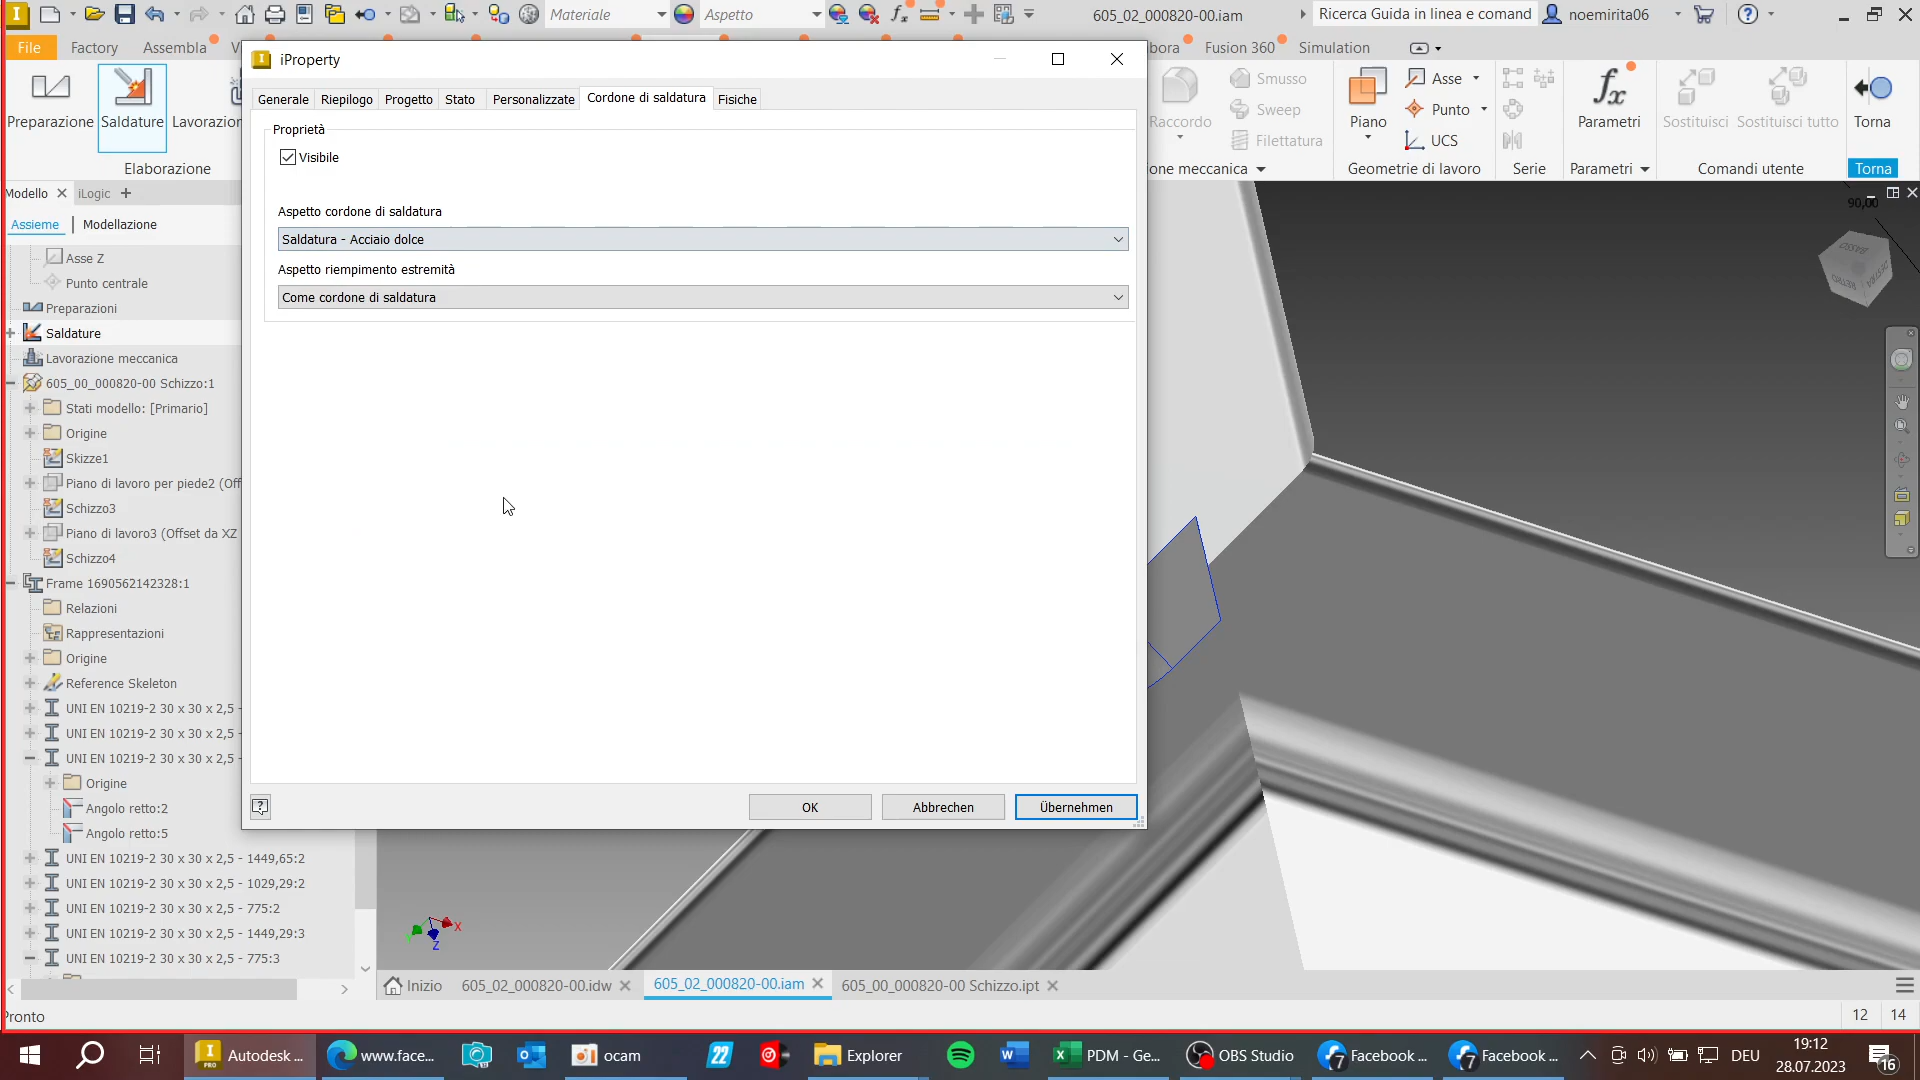 Materiale
Aspetto
605_02_000820-00.iam
Ricerca Guida in linea e comand
noemirita06
File
Factory
Assembla
Fusion 360
Simulation
Preparazione
Saldature
Elaborazione
Raccordo
Smusso
Sweep
Filettatura
Piano
Asse
Punto
UCS
Geometrie di lavoro
Serie
Parametri
Parametri
Sostituisci
Sostituisci tutto
Comandi utente
Torna
Torna
Modello
iLogic
Assieme
Modellazione
Asse Z
Punto centrale
Preparazioni
Saldature
Lavorazione meccanica
605_00_000820-00 Schizzo:1
Stati modello: [Primario]
Origine
Skizze1
Piano di lavoro per piede2 (Off
Schizzo3
Piano di lavoro3 (Offset da XZ
Schizzo4
Frame 1690562142328:1
Relazioni
Rappresentazioni
Origine
Reference Skeleton
UNI EN 10219-2 30 x 30 x 2,5 -
UNI EN 10219-2 30 x 30 x 2,5 -
UNI EN 10219-2 30 x 30 x 2,5 -
Origine
Angolo retto:2
Angolo retto:5
UNI EN 10219-2 30 x 30 x 2,5 - 1449,65:2
UNI EN 10219-2 30 x 30 x 2,5 - 1029,29:2
UNI EN 10219-2 30 x 30 x 2,5 - 775:2
UNI EN 10219-2 30 x 30 x 2,5 - 1449,29:3
UNI EN 10219-2 30 x 30 x 2,5 - 775:3
iProperty
Generale
Riepilogo
Progetto
Stato
Personalizzate
Cordone di saldatura
Fisiche
Proprietà
Visibile
Aspetto cordone di saldatura
Saldatura - Acciaio dolce
Aspetto riempimento estremità
Come cordone di saldatura
OK
Abbrechen
Übernehmen
90,00
X
Z
Inizio
605_02_000820-00.idw
605_02_000820-00.iam
605_00_000820-00 Schizzo.ipt
Pronto
12
14
Autodesk ...
www.face...
ocam
Explorer
PDM - Ge...
OBS Studio
Facebook ...
Facebook ...
DEU
19:12
28.07.2023
16